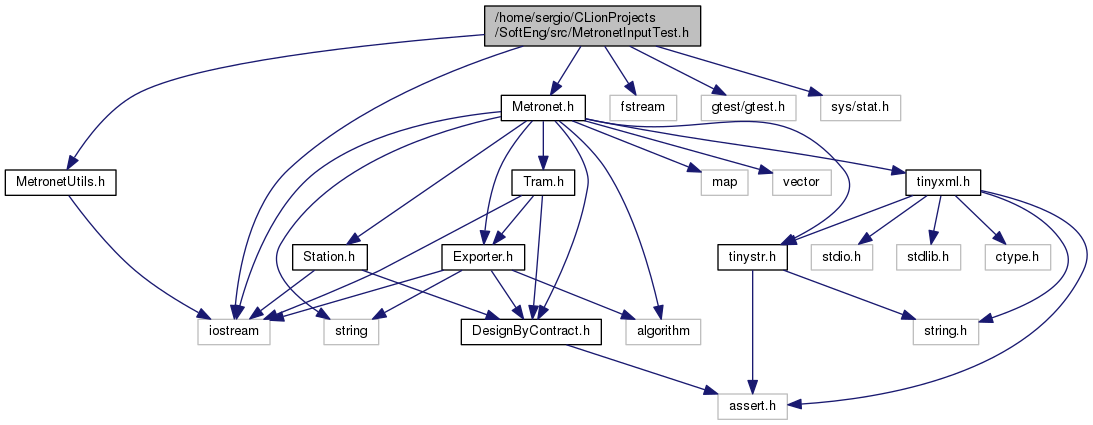 /home/sergio/CLionProjects
/SoftEng/src/MetronetInputTest.h
Metronet.h
fstream
gtest/gtest.h
sys/stat.h
MetronetUtils.h
Tram.h
map
vector
tinyxml.h
Station.h
Exporter.h
tinystr.h
stdio.h
stdlib.h
ctype.h
iostream
string
DesignByContract.h
algorithm
string.h
assert.h